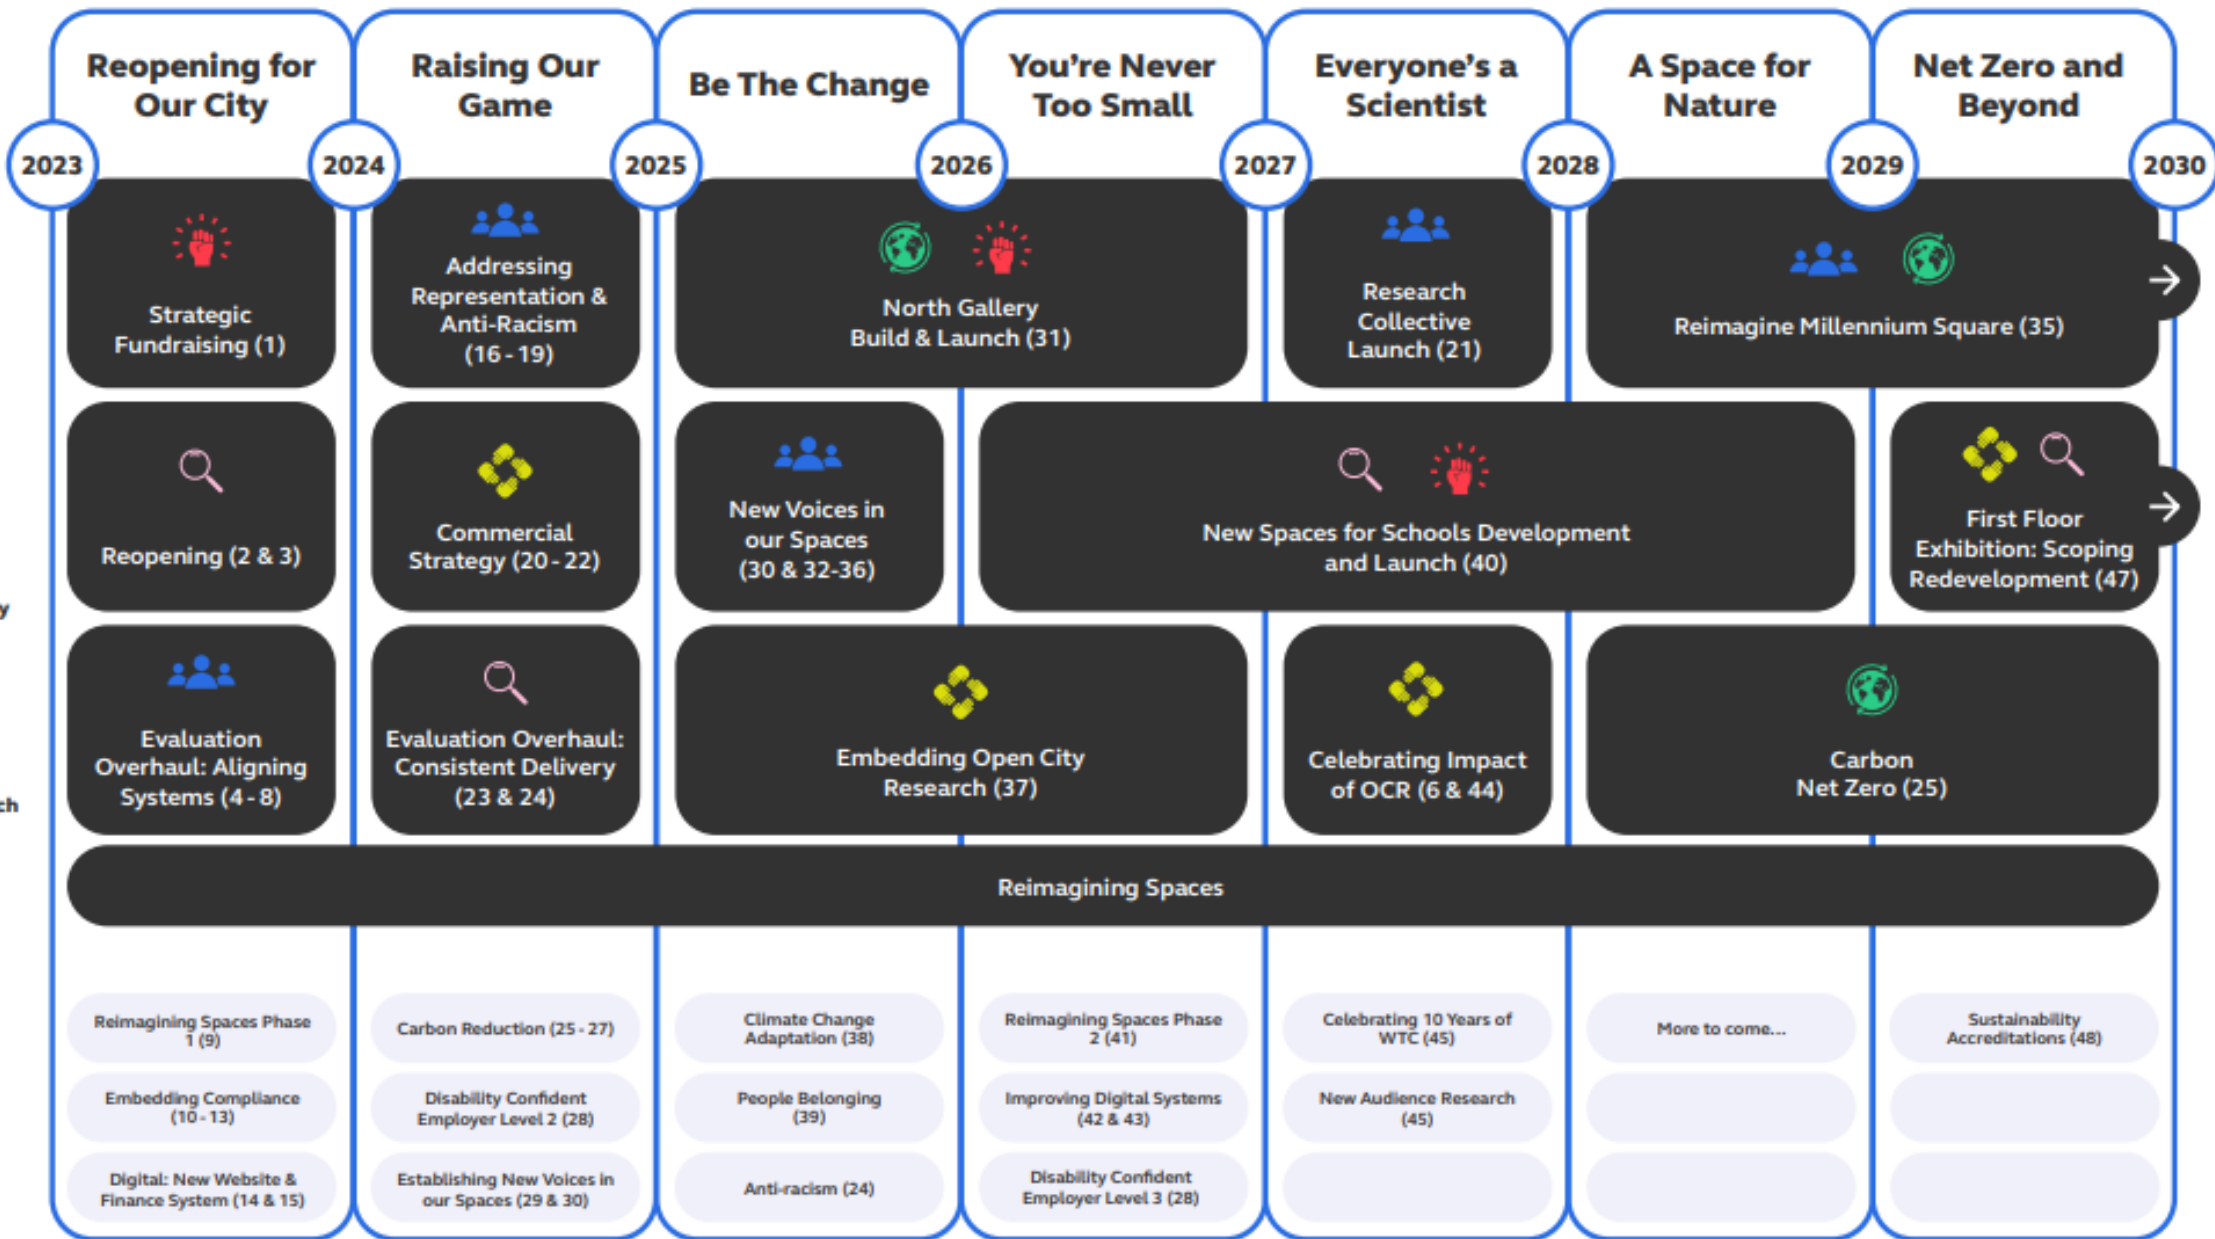 Reopening for
Our City
Raising Our
Game
Be The Change
You're Never
Too Small
Everyone's a
Scientist
A Space for
Nature
Net Zero and
Beyond
2023
2024
2025
2026
2027
2028
2029
2030
Strategic
Fundraising (1)
Addressing
Representation &
Anti-Racism
(16 - 19)
North Gallery
Build & Launch (31)
Research
Collective
Launch (21)
Reimagine Millennium Square (35)
Reopening (2 & 3)
Commercial
Strategy (20 - 22)
New Voices in
our Spaces
(30 & 32-36)
New Spaces for Schools Development
and Launch (40)
First Floor
Exhibition: Scoping
Redevelopment (47)
y
Evaluation
Overhaul: Aligning
Systems (4 - 8)
Evaluation Overhaul:
Consistent Delivery
(23 & 24)
Embedding Open City
Research (37)
Celebrating Impact
of OCR (6 & 44)
Carbon
Net Zero (25)
ch
Reimagining Spaces
Reimagining Spaces Phase
1 (9)
Carbon Reduction (25 - 27)
Climate Change
Adaptation (38)
Reimagining Spaces Phase
2 (41)
Celebrating 10 Years of
WTC (45)
More to come...
Sustainability
Accreditations (48)
Embedding Compliance
(10 - 13)
Disability Confident
Employer Level 2 (28)
People Belonging
(39)
Improving Digital Systems
(42 & 43)
New Audience Research
(45)
Digital: New Website &
Finance System (14 & 15)
Establishing New Voices in
our Spaces (29 & 30)
Anti-racism (24)
Disability Confident
Employer Level 3 (28)